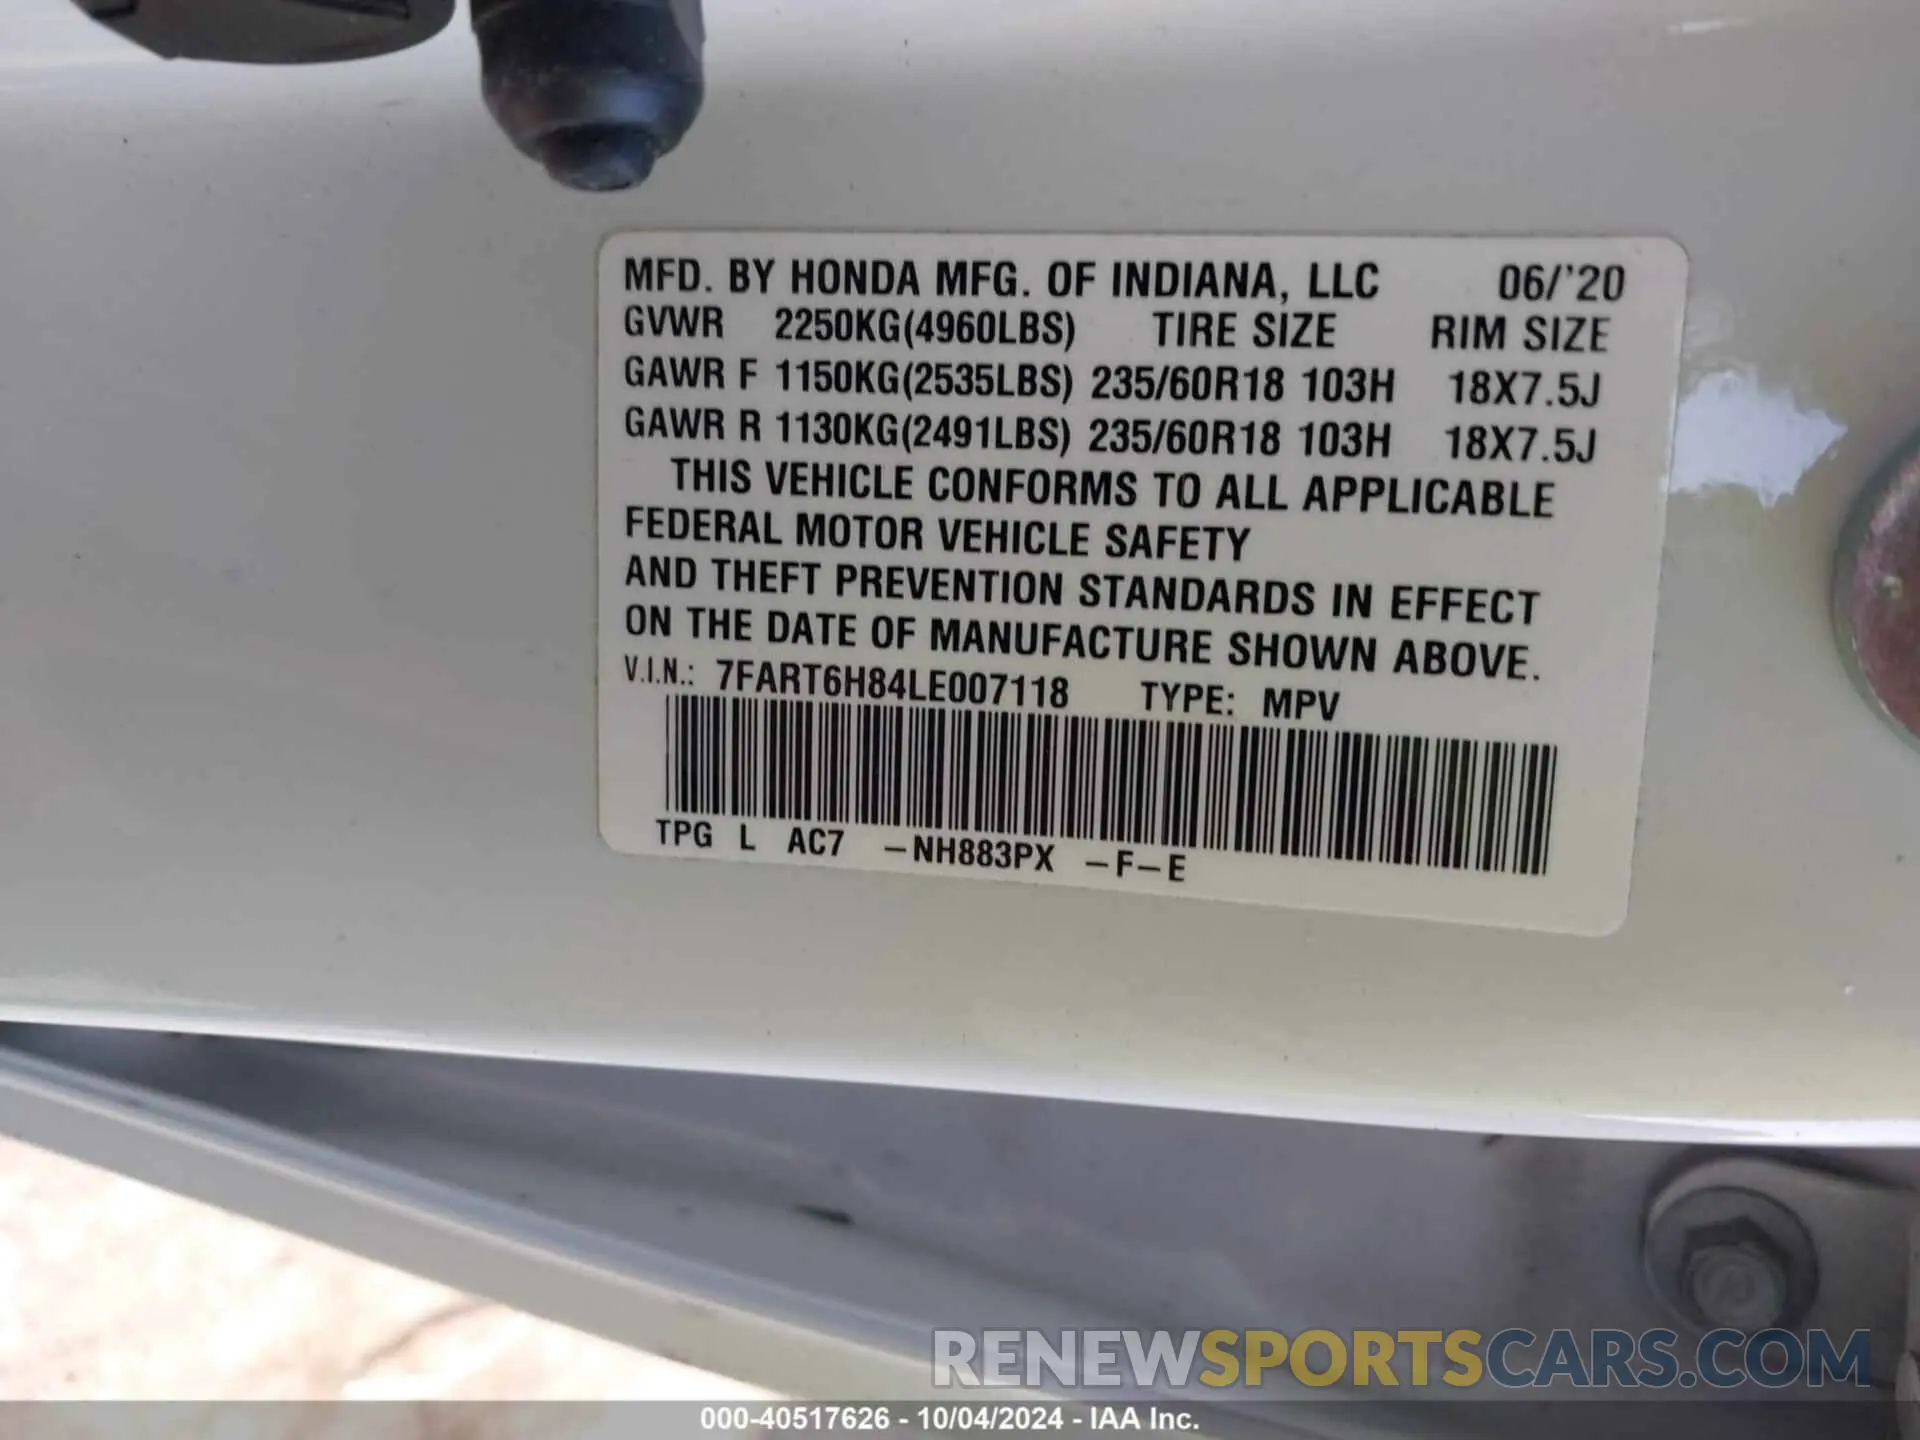 MFD. BY HONDA MFG. OF INDIANA, LLC 06/'20
GVWR 2250KG(4960LBS) TIRE SIZE RIM SIZE
GAWR F 1150KG(2535LBS) 235/60R18 103H 18X7.5J
GAWR R 1130KG(2491LBS) 235/60R18 103H 18X7.5J
THIS VEHICLE CONFORMS TO ALL APPLICABLE
FEDERAL MOTOR VEHICLE SAFETY
AND THEFT PREVENTION STANDARDS IN EFFECT
ON THE DATE OF MANUFACTURE SHOWN ABOVE.
V.I.N.: 7FART6H84LE007118 TYPE: MPV
TPG L AC7 –NH883PX –F–E
RENEWSPORTSCARS.COM
000-40517626 - 10/04/2024 - IAA Inc.